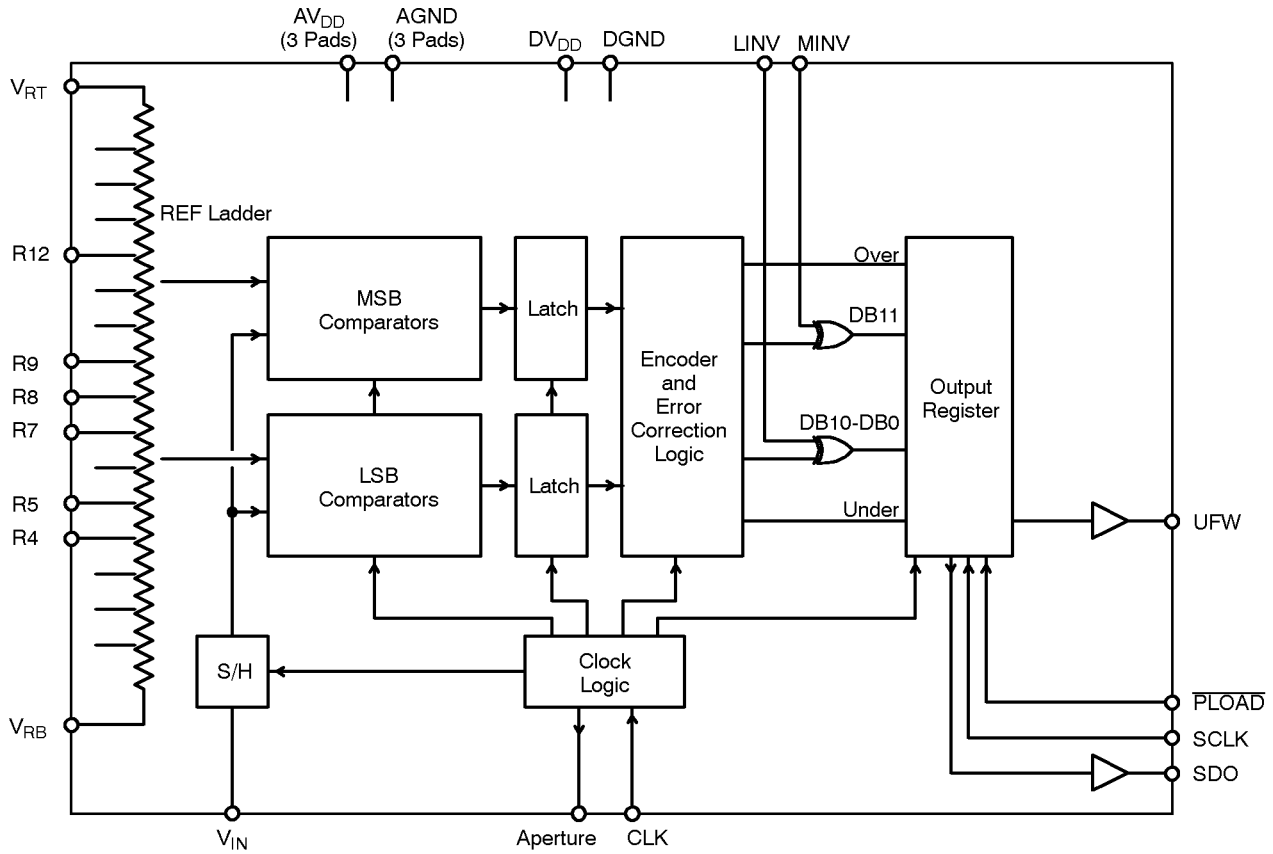 AVDD
(3 Pads)
AGND
(3 Pads)
DVDD
DGND
LINV
MINV
VRT
REF Ladder
R12
R9
R8
R7
R5
R4
VRB
MSB
Comparators
Latch
LSB
Comparators
Latch
Encoder
and
Error
Correction
Logic
Over
DB11
DB10-DB0
Under
Output
Register
UFW
S/H
Clock
Logic
PLOAD
SCLK
SDO
VIN
Aperture
CLK